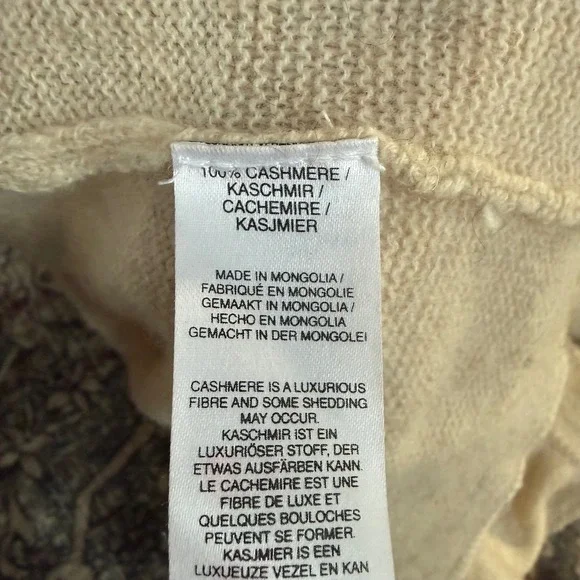 100% CASHMERE /
KASCHMIR /
CACHEMIRE /
KASJMIER
MADE IN MONGOLIA /
FABRIQUÉ EN MONGOLIE
GEMAAKT IN MONGOLIA /
HECHO EN MONGOLIA
GEMACHT IN DER MONGOLEI
CASHMERE IS A LUXURIOUS
FIBRE AND SOME SHEDDING
MAY OCCUR.
KASCHMIR IST EIN
LUXURIÖSER STOFF, DER
ETWAS AUSFÄRBEN KANN.
LE CACHEMIRE EST UNE
FIBRE DE LUXE ET
QUELQUES BOULOCHES
PEUVENT SE FORMER.
KASJMIER IS EEN
LUXUEUZE VEZEL EN KAN